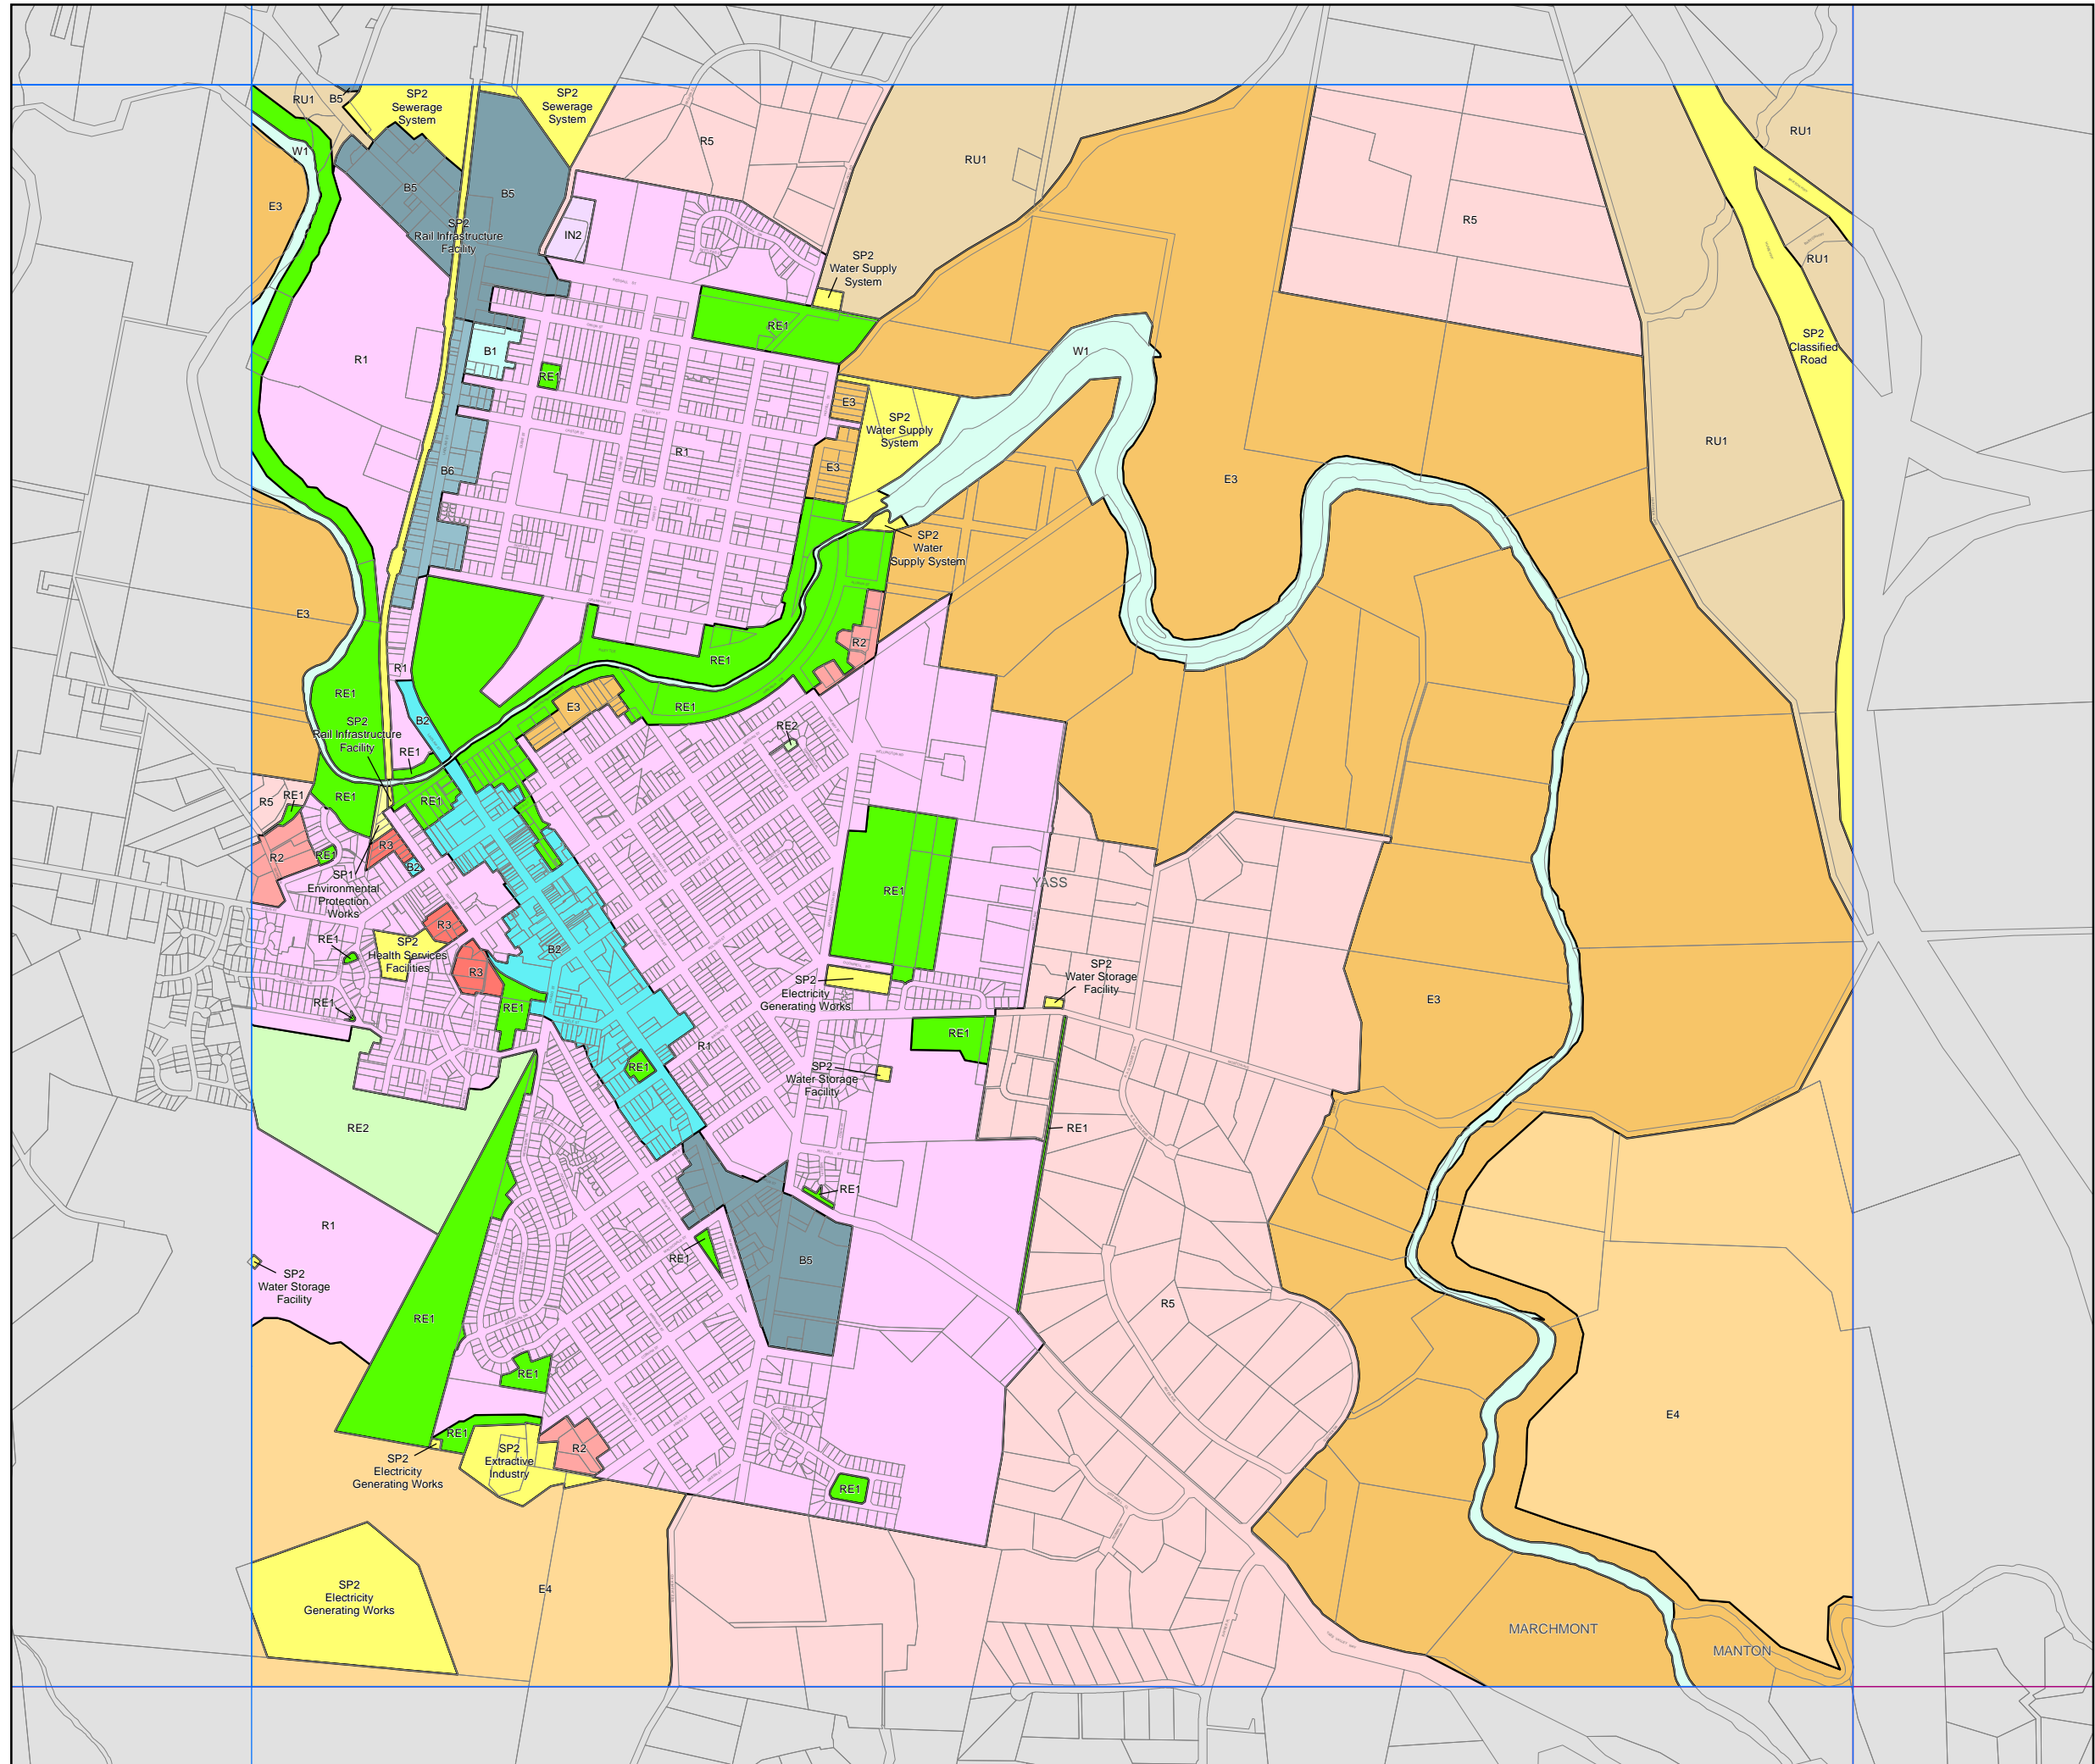 RU1
B5
SP2
Sewerage
System
SP2
Sewerage
System
W1
R5
RU1
RU1
E3
B5
B5
SP2
Rail Infrastructure
Facility
IN2
R5
RU1
SP2
Water Supply
System
RE1
R1
B1
RE1
W1
SP2
Classified
Road
E3
SP2
Water Supply
System
RU1
R1
B6
E3
E3
SP2
Water
Supply System
E3
R1
R2
RE1
RE1
RE1
E3
B2
SP2
Rail Infrastructure
Facility
RE1
RE2
R5
RE1
RE1
RE1
R2
RE1
R3
B2
SP1
Environmental
Protection
Works
RE1
YASS
R3
RE1
SP2
Health Services
Facilities
B2
R3
RE1
RE1
SP2
Electricity
Generating Works
SP2
Water Storage
Facility
E3
R1
RE1
RE1
SP2
Water Storage
Facility
RE2
RE1
RE1
R1
RE1
B5
SP2
Water Storage
Facility
R5
RE1
RE1
E4
RE1
SP2
Extractive
Industry
R2
SP2
Electricity
Generating Works
RE1
SP2
Electricity
Generating Works
E4
MARCHMONT
MANTON